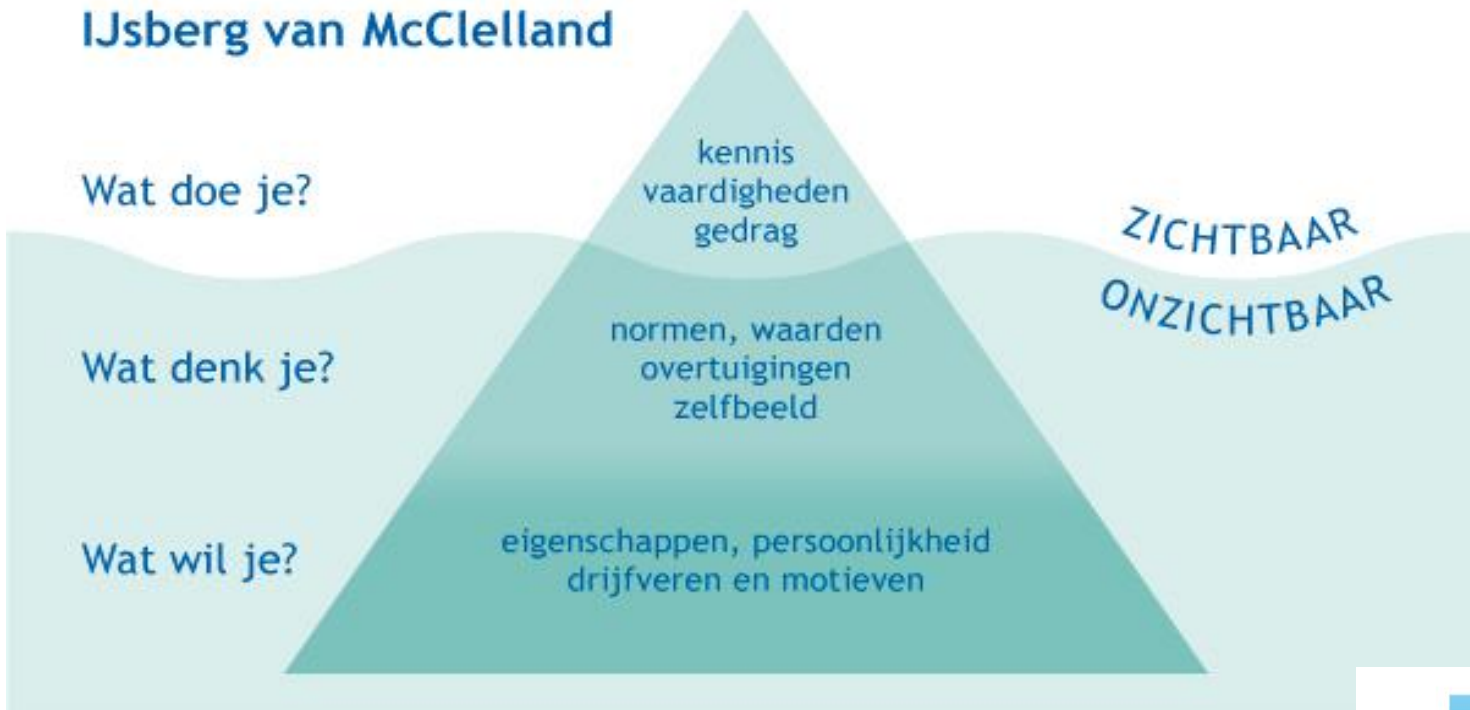 IJsberg van McClelland
Wat doe je?
kennis
vaardigheden
gedrag
ZICHTBAAR
ONZICHTBAAR
Wat denk je?
normen, waarden
overtuigingen
zelfbeeld
Wat wil je?
eigenschappen, persoonlijkheid
drijfveren en motieven